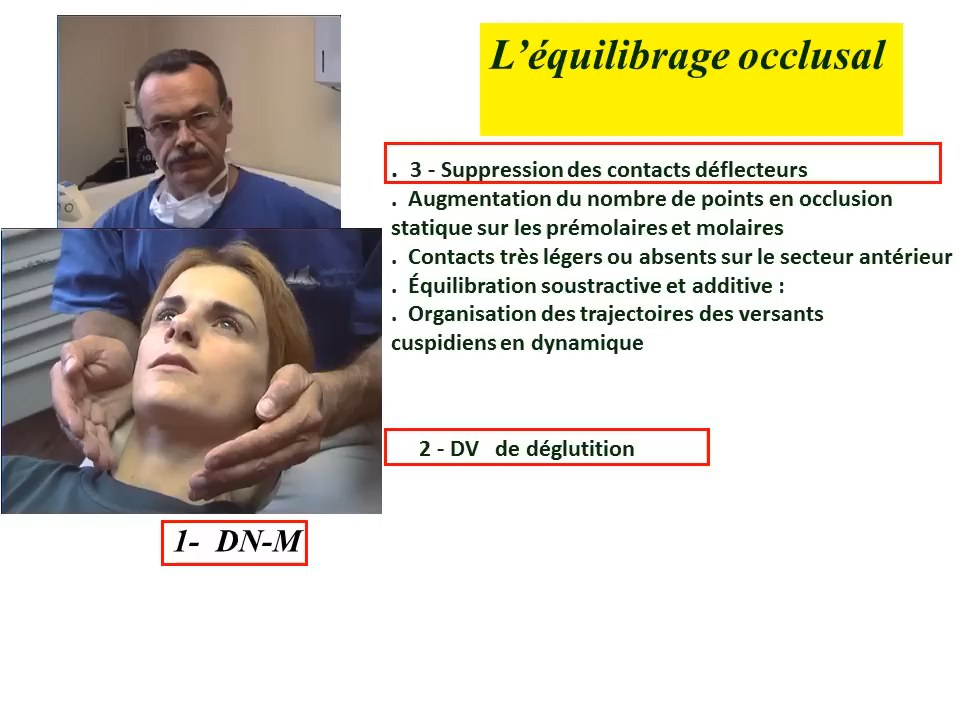 L’équilibrage occlusal
. 3 - Suppression des contacts déflecteurs
. Augmentation du nombre de points en occlusion
statique sur les prémolaires et molaires
. Contacts très légers ou absents sur le secteur antérieur
. Équilibration soustractive et additive :
. Organisation des trajectoires des versants
cuspidiens en dynamique
2 - DV de déglutition
1- DN-M